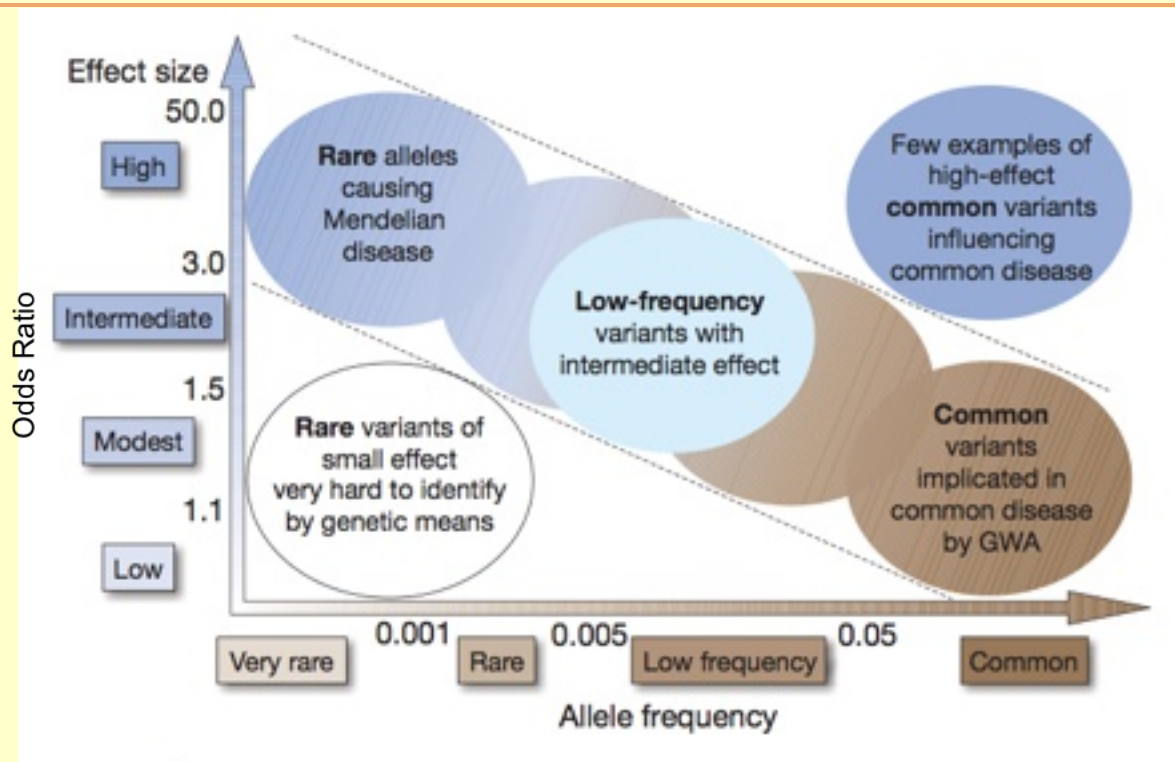 Effect size
50.0
High
3.0
Intermediate
1.5
Modest
1.1
Low
Odds Ratio
Rare alleles
causing
Mendelian
disease
Few examples of
high-effect
common variants
influencing
common disease
Low-frequency
variants with
intermediate effect
Rare variants of
small effect
very hard to identify
by genetic means
Common
variants
implicated in
common disease
by GWA
0.001
0.005
0.05
Very rare
Rare
Low frequency
Common
Allele frequency